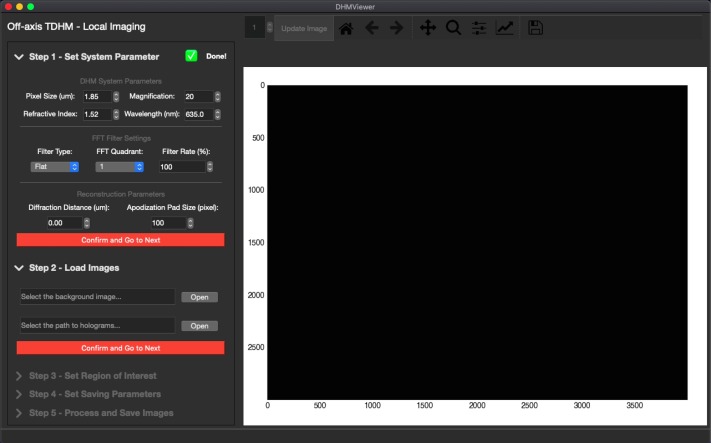 DHMViewer
Off-axis TDHM - Local Imaging
1 Update Image
Step 1 - Set System Parameter Done!
DHM System Parameters
Pixel Size (um): 1.85 Magnification: 20
Refractive Index: 1.52 Wavelength (nm): 635.0
FFT Filter Settings
Filter Type: FFT Quadrant: Filter Rate (%):
Flat 1 100
Reconstruction Parameters
Diffraction Distance (um): Apodization Pad Size (pixel):
0.00 100
Confirm and Go to Next
Step 2 - Load Images
Select the background image... Open
Select the path to holograms... Open
Confirm and Go to Next
Step 3 - Set Region of Interest
Step 4 - Set Saving Parameters
Step 5 - Process and Save Images
0
500
1000
1500
2000
2500
0 500 1000 1500 2000 2500 3000 3500